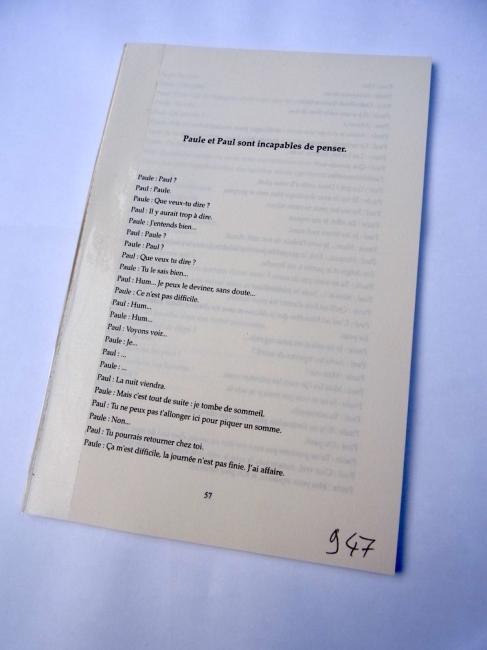 Paule et Paul sont incapables de penser.
Paule : Paul ?
Paul : Paule.
Paule : Que veux-tu dire ?
Paul : Il y aurait trop à dire.
Paule : J'entends bien...
Paul : Paule ?
Paule : Paul ?
Paul : Que veux tu dire ?
Paule : Tu le sais bien...
Paul : Hum... Je peux le deviner, sans doute...
Paule : Ce n'est pas difficile.
Paul : Hum...
Paule : Hum...
Paul : Voyons voir...
Paule : Je...
Paul : ...
Paule : ...
Paul : La nuit viendra.
Paule : Mais c'est tout de suite : je tombe de sommeil.
Paul : Tu ne peux pas t'allonger ici pour piquer un somme.
Paule : Non...
Paul : Tu pourrais retourner chez toi.
Paule : Ça m'est difficile, la journée n'est pas finie. J'ai affaire.
57
947